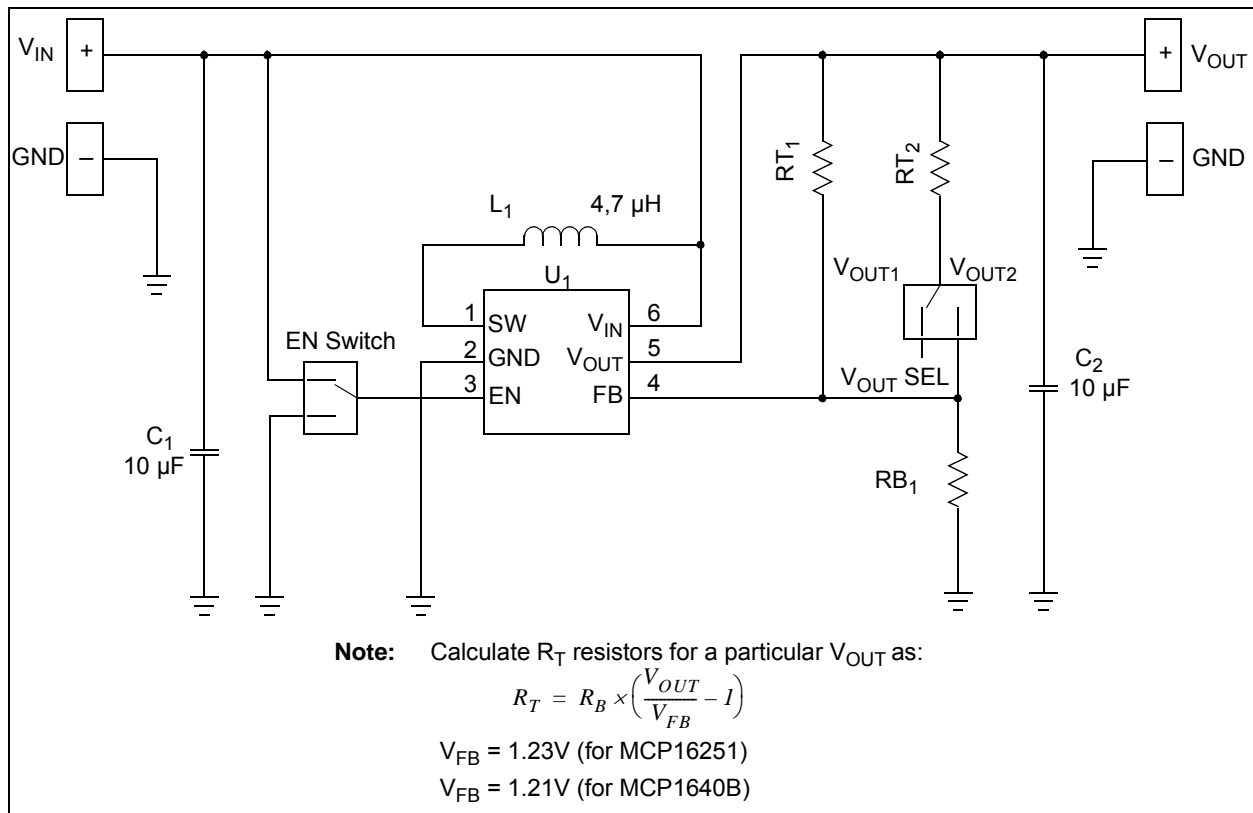 VIN
+
GND
–
+
VOUT
–
GND
RT1
RT2
L1
4,7 µH
U1
VOUT1
VOUT2
1
SW
2
GND
3
EN
VIN
6
VOUT
5
FB
4
EN Switch
VOUT SEL
C1
10 µF
C2
10 µF
RB1
Note: Calculate RT resistors for a particular VOUT as:
RT = RB × (VOUT/VFB – 1)
VFB = 1.23V (for MCP16251)
VFB = 1.21V (for MCP1640B)